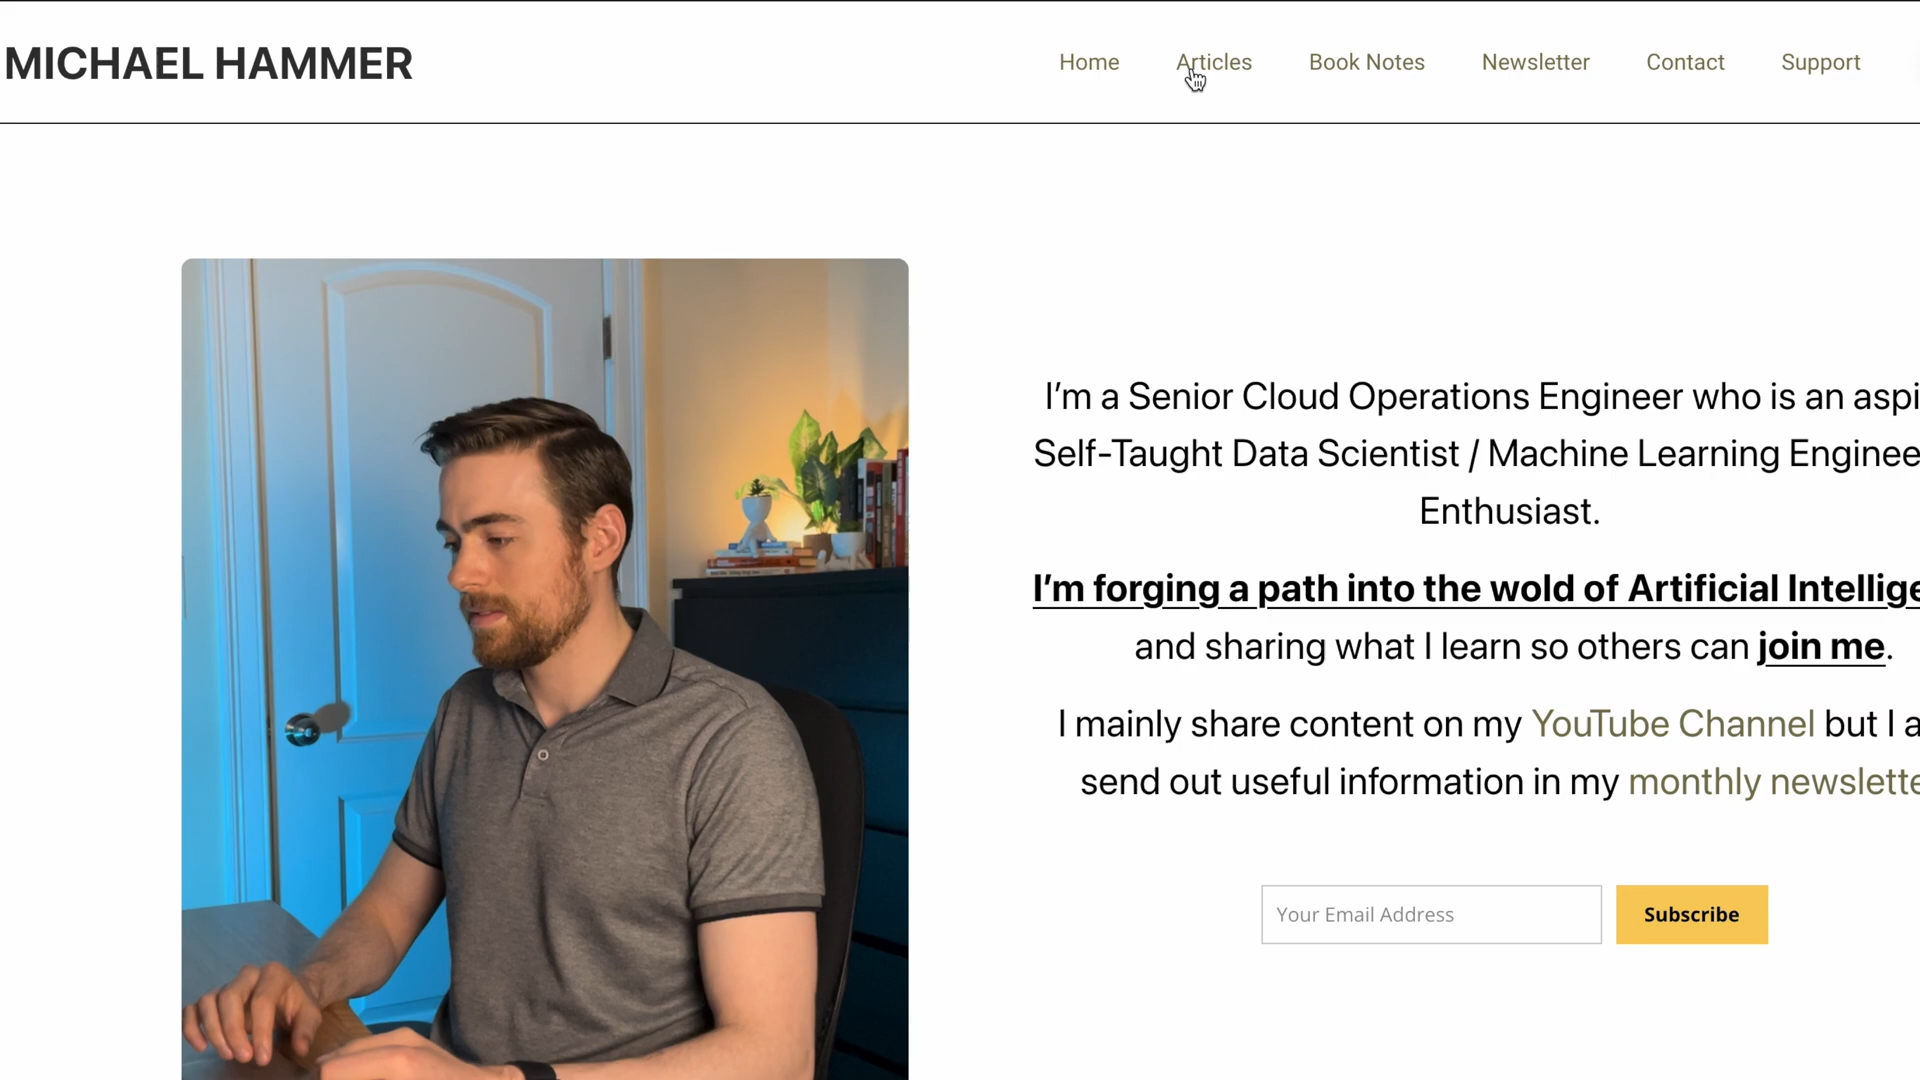 MICHAEL HAMMER
Home Articles Book Notes Newsletter Contact Support
I'm a Senior Cloud Operations Engineer who is an aspi
Self-Taught Data Scientist / Machine Learning Enginee
Enthusiast.
I'm forging a path into the wold of Artificial Intellige
and sharing what I learn so others can join me.
I mainly share content on my YouTube Channel but I a
send out useful information in my monthly newslette
Your Email Address
Subscribe